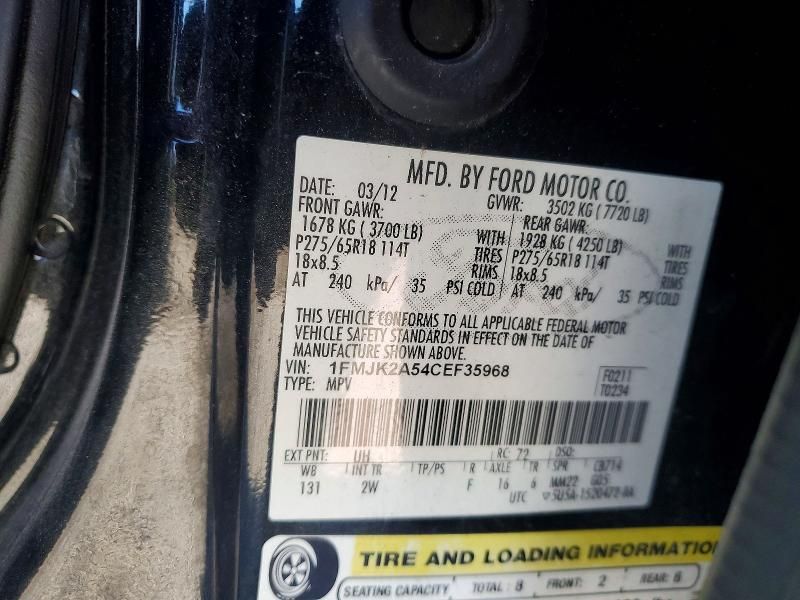 MFD. BY FORD MOTOR CO.
DATE: 03/12 GVWR: 3502 KG ( 7720 LB)
FRONT GAWR: REAR GAWR:
1678 KG ( 3700 LB) WITH 1928 KG ( 4250 LB) WITH
P275/65R18 114T TIRES P275/65R18 114T TIRES
18x8.5 RIMS 18x8.5 RIMS
AT 240 kPa/ 35 PSI COLD AT 240 kPa/ 35 PSI COLD
THIS VEHICLE CONFORMS TO ALL APPLICABLE FEDERAL MOTOR
VEHICLE SAFETY STANDARDS IN EFFECT ON THE DATE OF
MANUFACTURE SHOWN ABOVE.
VIN: 1FMJK2A54CEF35968 F0211
TYPE: MPV T0234
EXT PNT: UH RC: 72 DSO:
WB INT TR TP/PS R AXLE TR SPR CB714
131 2W F 16 6 MM22 G05
UTC 5U5A-1520472-AA
TIRE AND LOADING INFORMATION
SEATING CAPACITY TOTAL: 8 FRONT: 2 REAR: 6